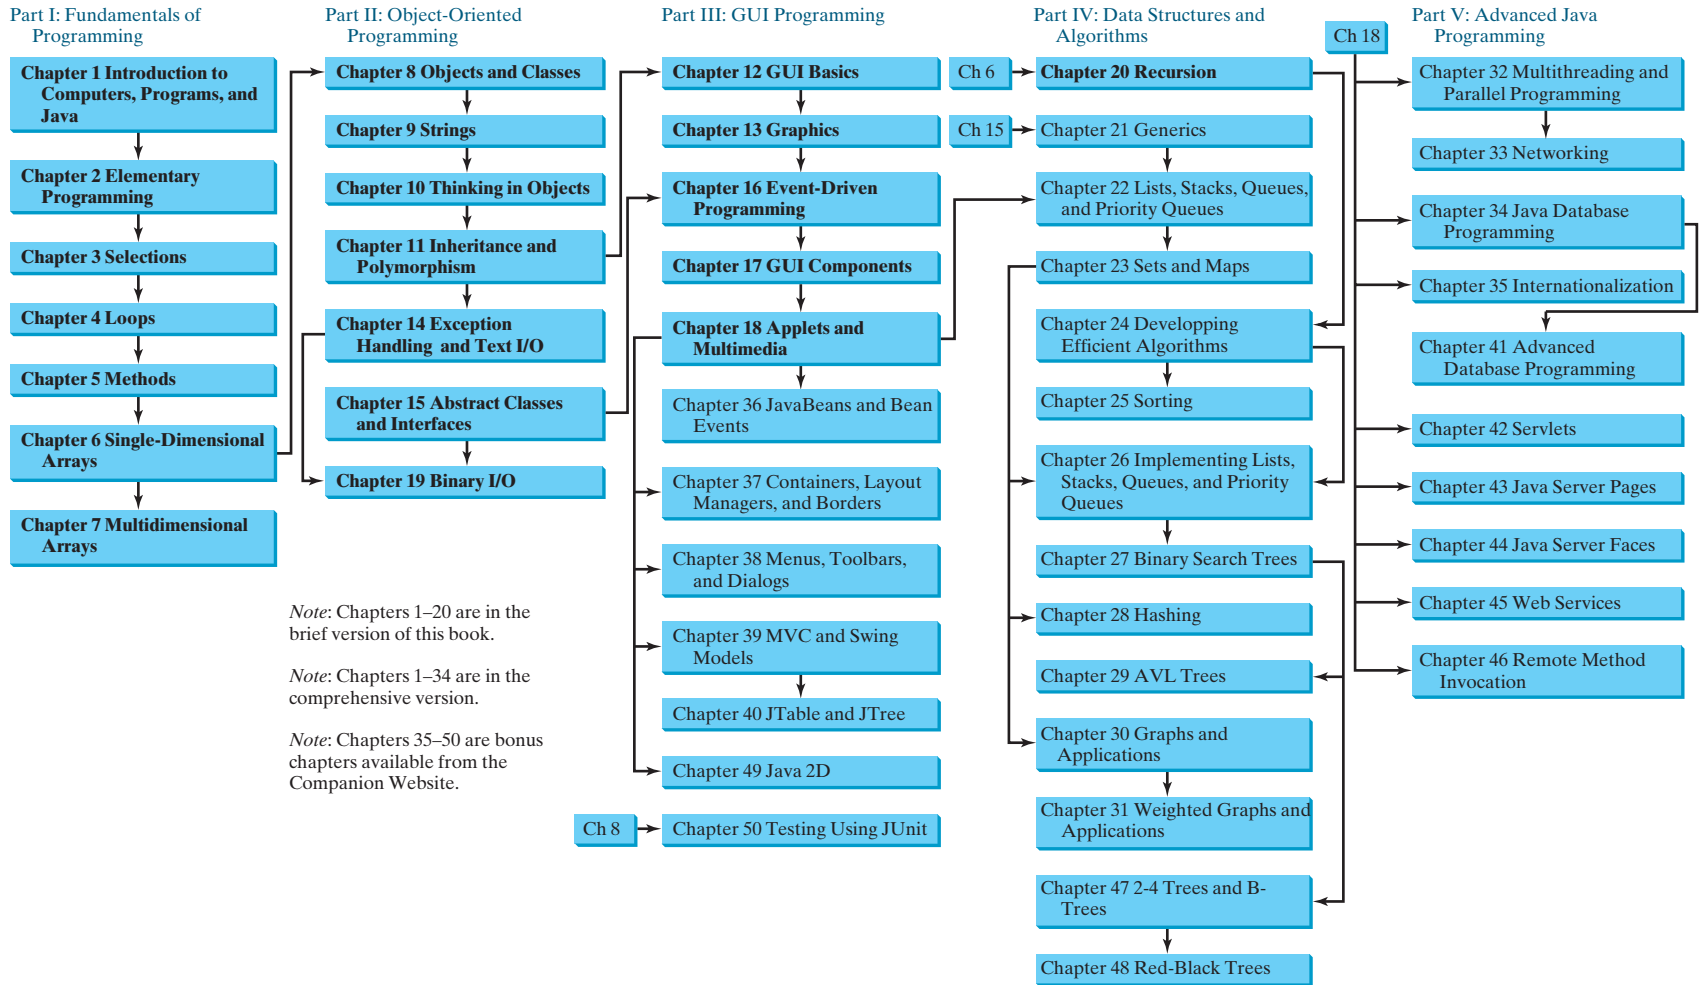 Part I: Fundamentals of
Programming
Chapter 1 Introduction to
Computers, Programs, and
Java
Chapter 2 Elementary
Programming
Chapter 3 Selections
Chapter 4 Loops
Chapter 5 Methods
Chapter 6 Single-Dimensional
Arrays
Chapter 7 Multidimensional
Arrays
Part II: Object-Oriented
Programming
Chapter 8 Objects and Classes
Chapter 9 Strings
Chapter 10 Thinking in Objects
Chapter 11 Inheritance and
Polymorphism
Chapter 14 Exception
Handling and Text I/O
Chapter 15 Abstract Classes
and Interfaces
Chapter 19 Binary I/O
Note: Chapters 1–20 are in the
brief version of this book.
Note: Chapters 1–34 are in the
comprehensive version.
Note: Chapters 35–50 are bonus
chapters available from the
Companion Website.
Part III: GUI Programming
Chapter 12 GUI Basics
Chapter 13 Graphics
Chapter 16 Event-Driven
Programming
Chapter 17 GUI Components
Chapter 18 Applets and
Multimedia
Chapter 36 JavaBeans and Bean
Events
Chapter 37 Containers, Layout
Managers, and Borders
Chapter 38 Menus, Toolbars,
and Dialogs
Chapter 39 MVC and Swing
Models
Chapter 40 JTable and JTree
Chapter 49 Java 2D
Ch 8
Chapter 50 Testing Using JUnit
Part IV: Data Structures and
Algorithms
Ch 6
Chapter 20 Recursion
Ch 15
Chapter 21 Generics
Chapter 22 Lists, Stacks, Queues,
and Priority Queues
Chapter 23 Sets and Maps
Chapter 24 Developping
Efficient Algorithms
Chapter 25 Sorting
Chapter 26 Implementing Lists,
Stacks, Queues, and Priority
Queues
Chapter 27 Binary Search Trees
Chapter 28 Hashing
Chapter 29 AVL Trees
Chapter 30 Graphs and
Applications
Chapter 31 Weighted Graphs and
Applications
Chapter 47 2-4 Trees and B-
Trees
Chapter 48 Red-Black Trees
Ch 18
Part V: Advanced Java
Programming
Chapter 32 Multithreading and
Parallel Programming
Chapter 33 Networking
Chapter 34 Java Database
Programming
Chapter 35 Internationalization
Chapter 41 Advanced
Database Programming
Chapter 42 Servlets
Chapter 43 Java Server Pages
Chapter 44 Java Server Faces
Chapter 45 Web Services
Chapter 46 Remote Method
Invocation